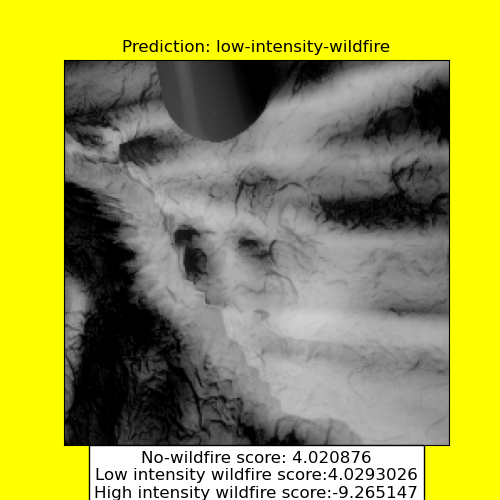 Prediction: low-intensity-wildfire
No-wildfire score: 4.020876
Low intensity wildfire score:4.0293026
High intensity wildfire score:-9.265147